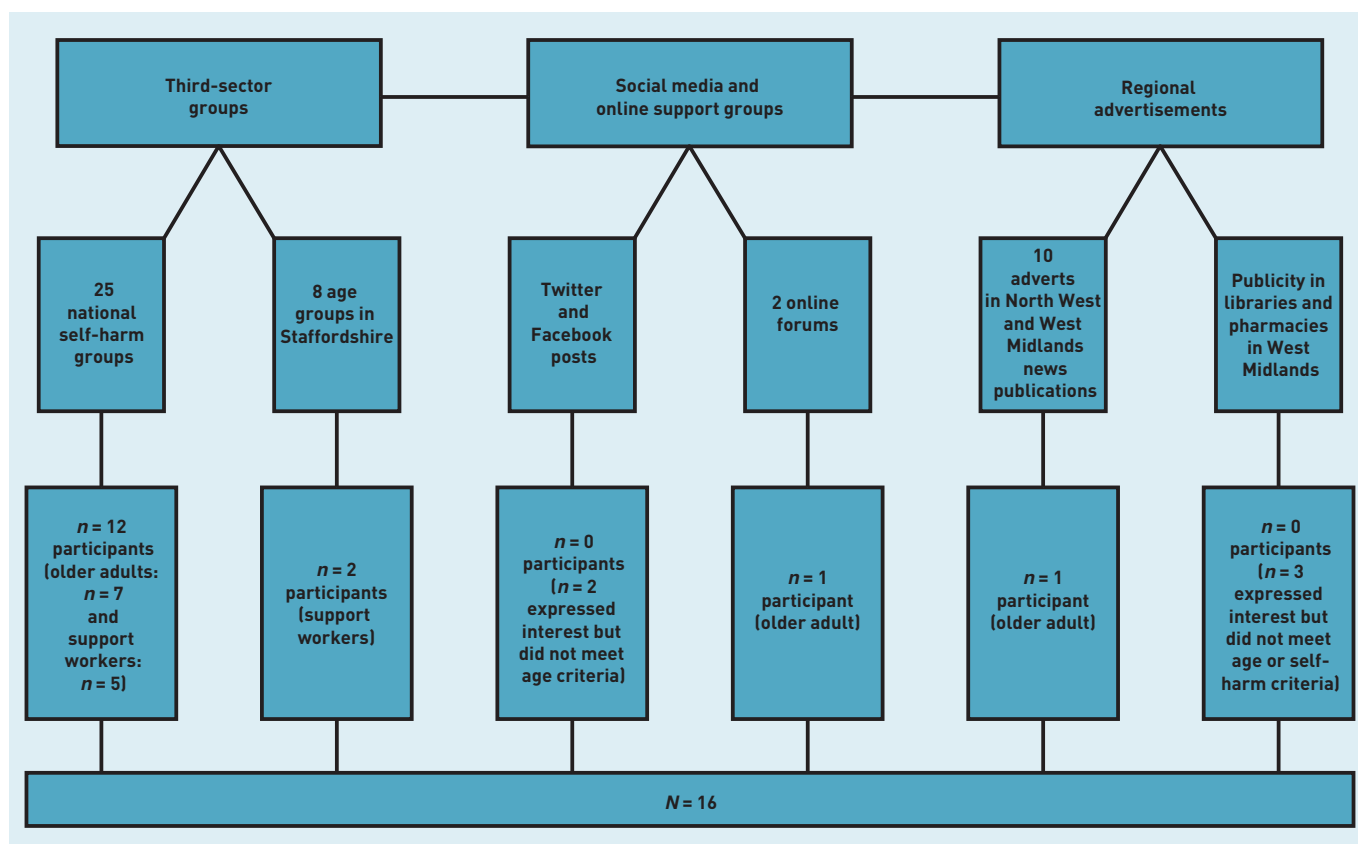 Third-sector
groups
Social media and
online support groups
Regional
advertisements
25
national
self-harm
groups
8 age
groups in
Staffordshire
Twitter
and
Facebook
posts
2 online
forums
10
adverts
in North West
and West
Midlands
news
publications
Publicity in
libraries and
pharmacies
in West
Midlands
n = 12
participants
(older adults:
n = 7
and
support
workers:
n = 5)
n = 2
participants
(support
workers)
n = 0
participants
(n = 2
expressed
interest but
did not meet
age criteria)
n = 1
participant
(older adult)
n = 1
participant
(older adult)
n = 0
participants
(n = 3
expressed
interest but
did not meet
age or self-
harm criteria)
N = 16